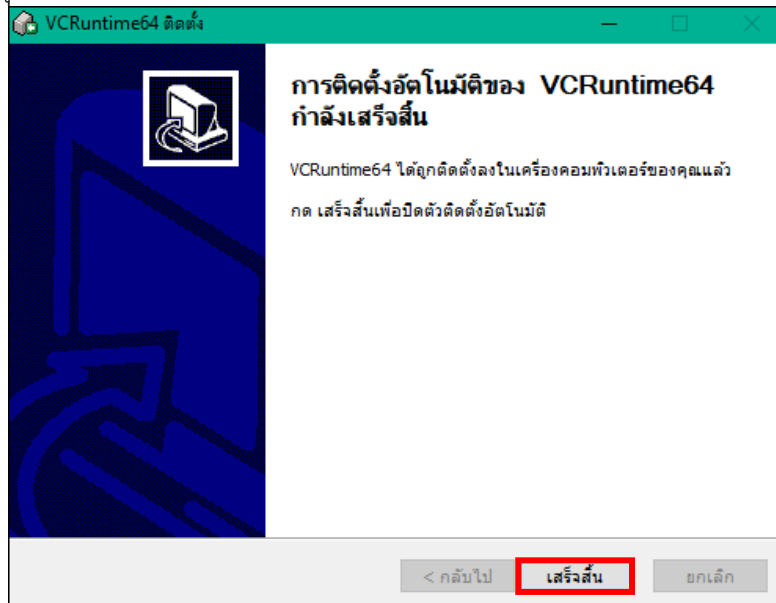 VCRuntime64 ติดตั้ง
การติดตั้งอัตโนมัติของ VCRuntime64
กำลังเสร็จสิ้น
VCRuntime64 ได้ถูกติดตั้งลงในเครื่องคอมพิวเตอร์ของคุณแล้ว
กด เสร็จสิ้นเพื่อปิดตัวติดตั้งอัตโนมัติ
< กลับไป เสร็จสิ้น ยกเลิก